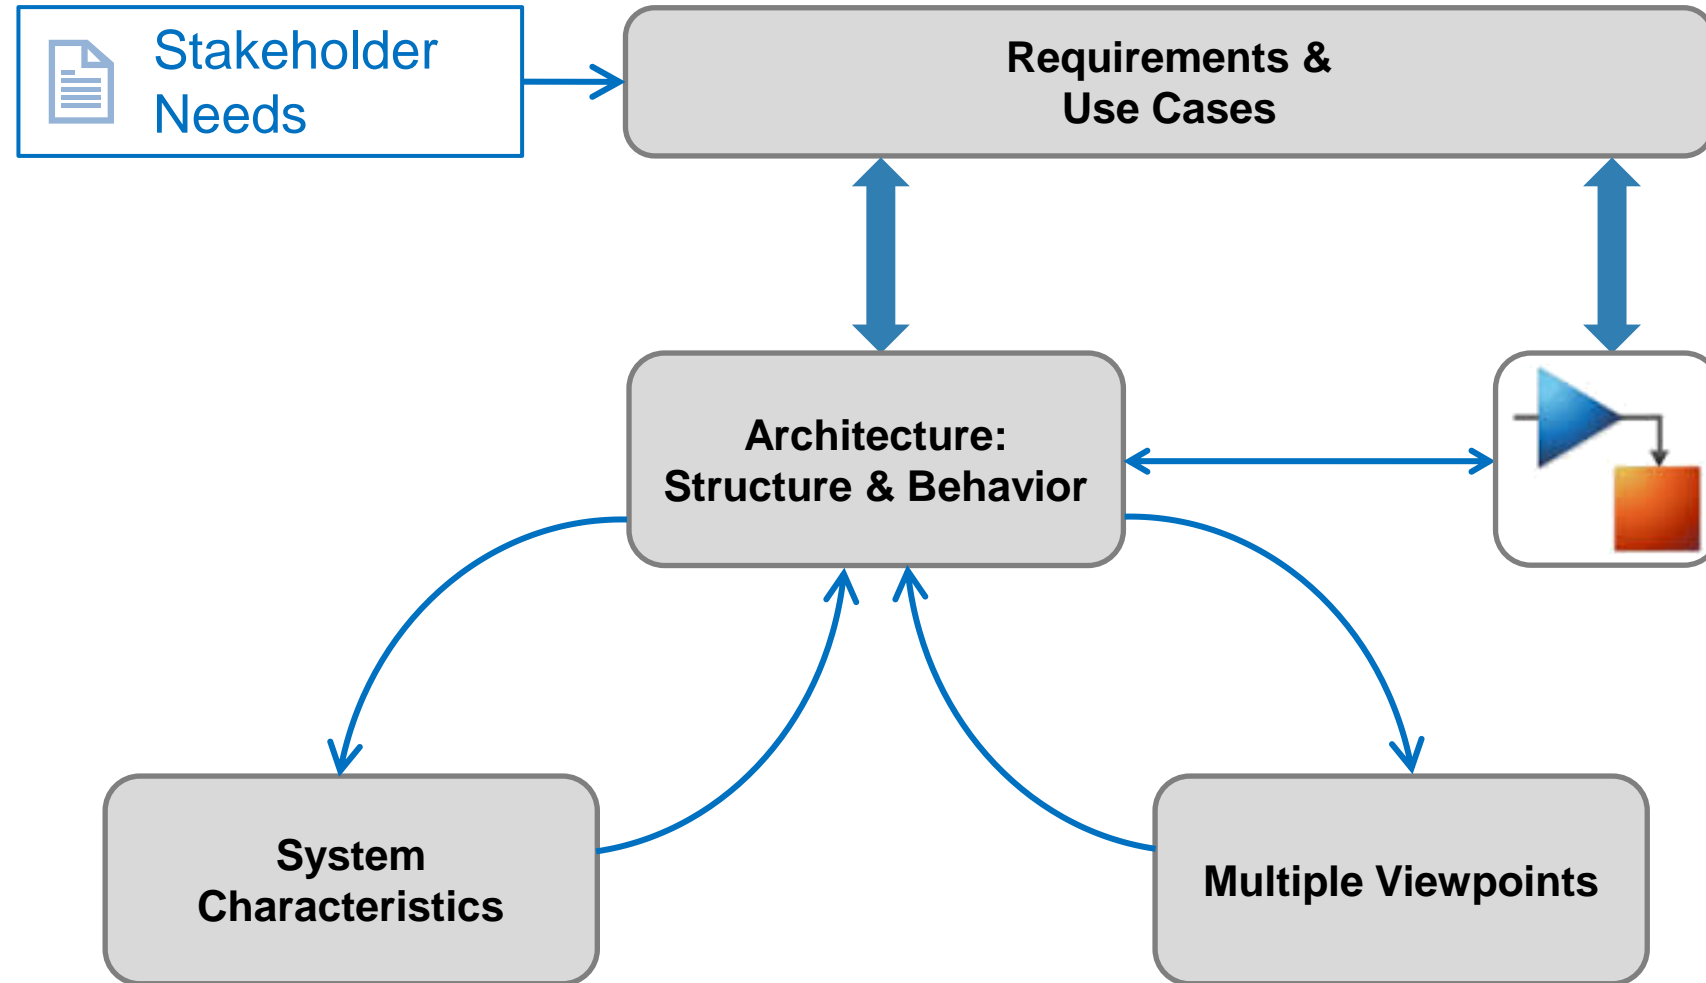 Stakeholder
Needs
Requirements &
Use Cases
Architecture:
Structure & Behavior
System
Characteristics
Multiple Viewpoints